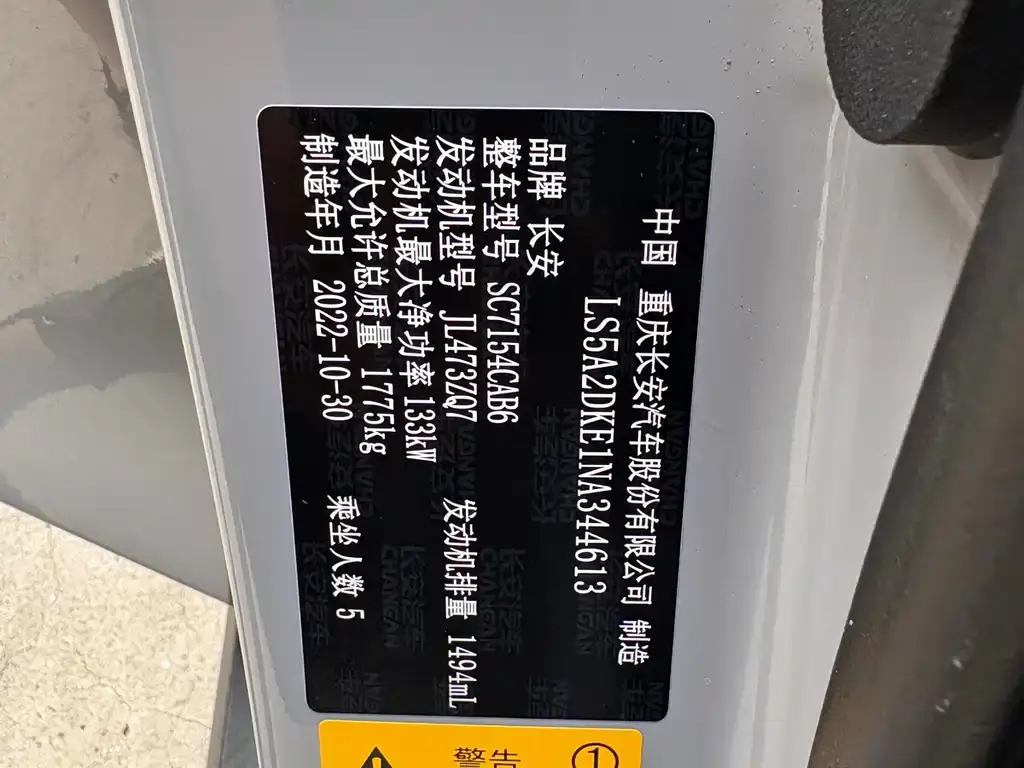 中国 重庆长安汽车股份有限公司 制造
LS5A2DKE1NA344613
品牌 长安
整车型号 SC7154CAB6
发动机型号 JL473ZQ7 发动机排量 1494mL
发动机最大净功率 133kW
最大允许总质量 1775kg
制造年月 2022-10-30 乘坐人数 5
警告 ①